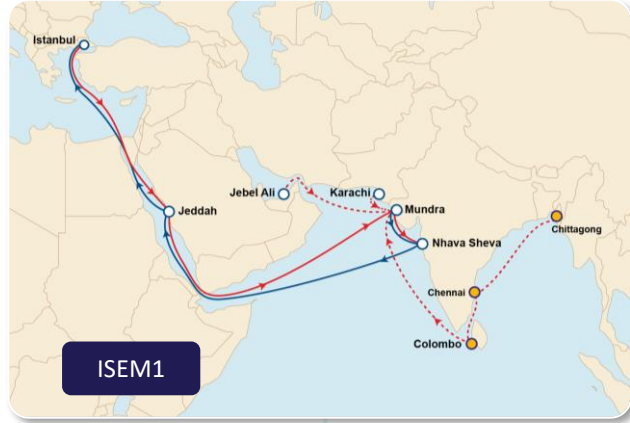 Istanbul
Jebel Ali
Karachi
Jeddah
Mundra
Chittagong
Nhava Sheva
Chennai
Colombo
ISEM1